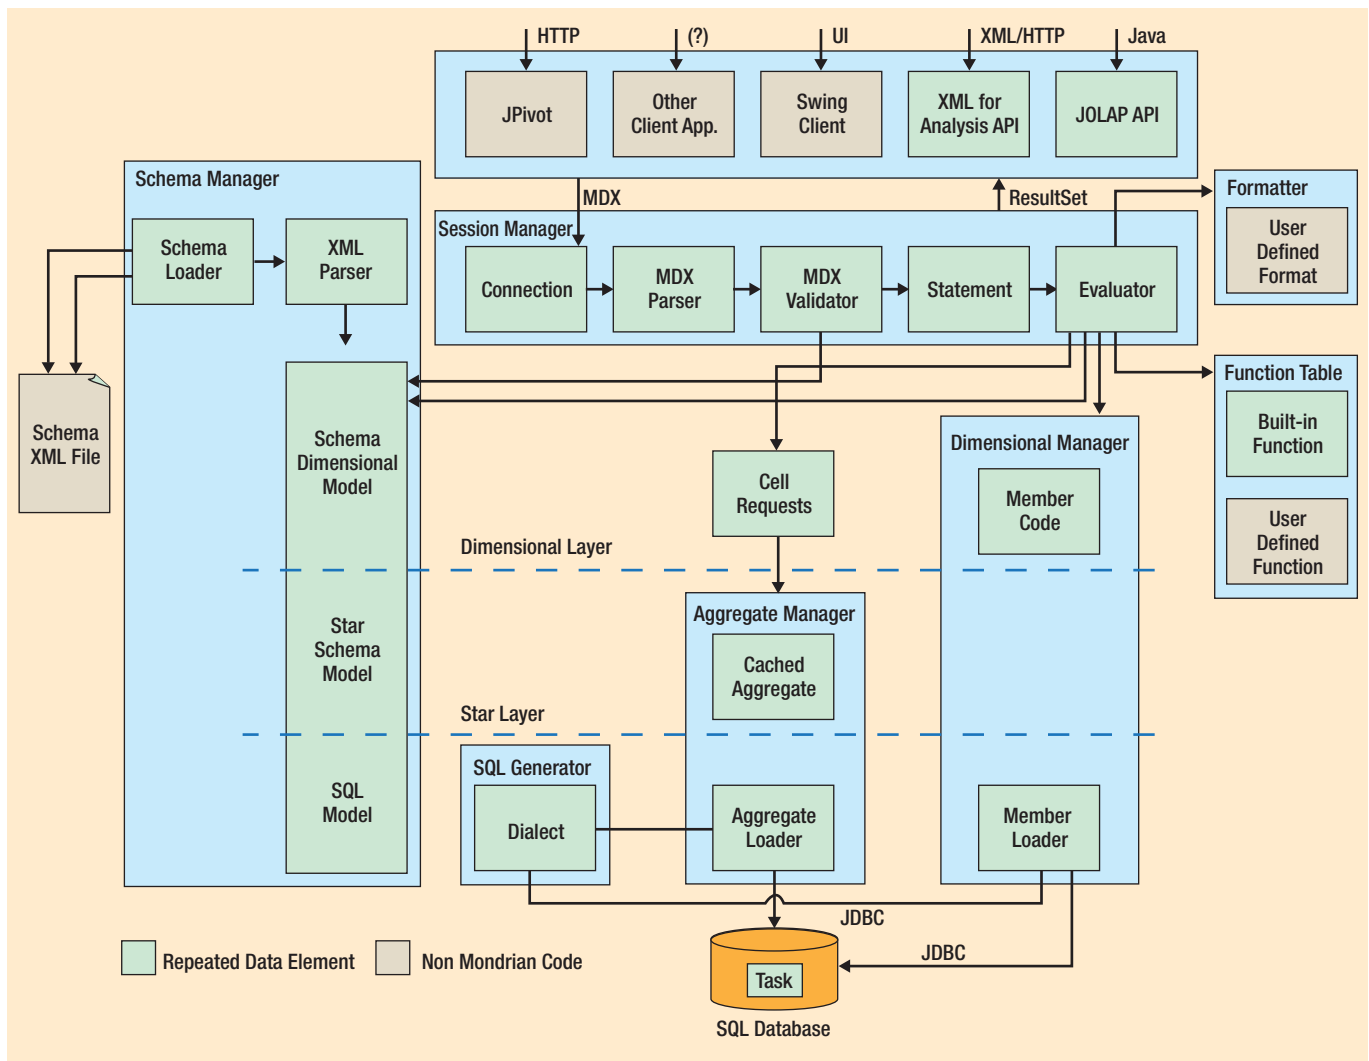 HTTP
(?)
UI
XML/HTTP
Java
JPivot
Other
Client App.
Swing
Client
XML for
Analysis API
JOLAP API
MDX
ResultSet
Schema Manager
Schema
Loader
XML
Parser
Session Manager
Connection
MDX
Parser
MDX
Validator
Statement
Evaluator
Formatter
User
Defined
Format
Schema
XML File
Schema
Dimensional
Model
Cell
Requests
Dimensional Manager
Member
Code
Function Table
Built-in
Function
User
Defined
Function
Dimensional Layer
Star
Schema
Model
Aggregate Manager
Cached
Aggregate
Star Layer
SQL
Model
SQL Generator
Dialect
Aggregate
Loader
Member
Loader
JDBC
JDBC
Task
SQL Database
Repeated Data Element
Non Mondrian Code